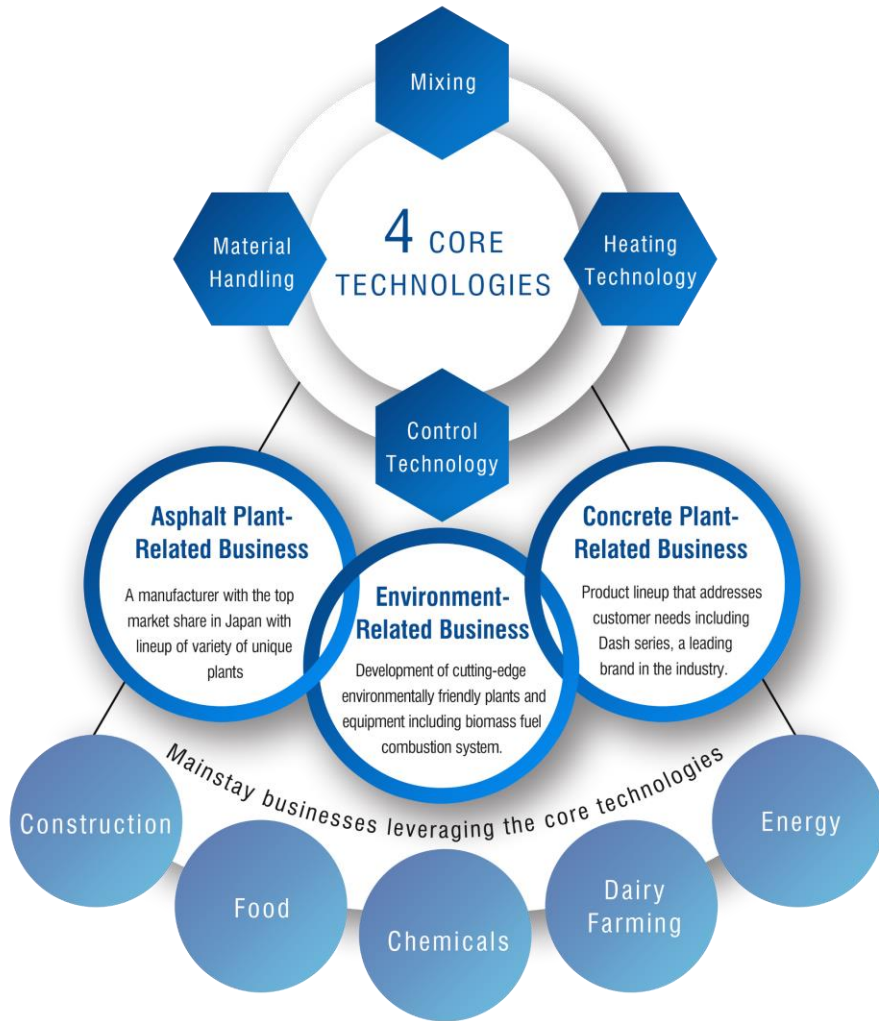 Mixing
4 CORE
TECHNOLOGIES
Material
Handling
Heating
Technology
Control
Technology
Asphalt Plant-
Related Business
A manufacturer with the top
market share in Japan with
lineup of variety of unique
plants
Environment-
Related Business
Development of cutting-edge
environmentally friendly plants and
equipment including biomass fuel
combustion system.
Concrete Plant-
Related Business
Product lineup that addresses
customer needs including
Dash series, a leading
brand in the industry.
Mainstay businesses leveraging the core technologies
Construction
Food
Chemicals
Dairy
Farming
Energy